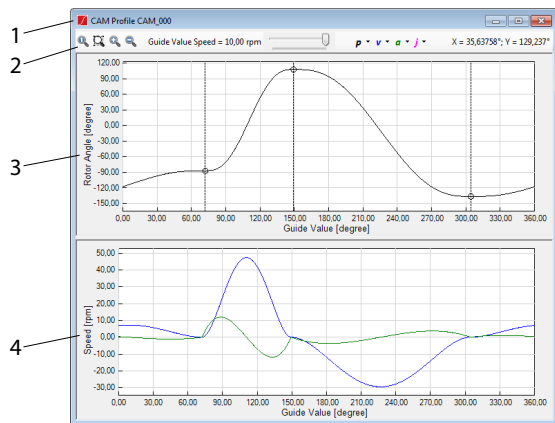 1
CAM Profile CAM_000
2
Guide Value Speed = 10,00 rpm
p v a j
X = 35,63758°; Y = 129,237°
3
Rotor Angle [degree]
120,00
90,00
60,00
30,00
0,00
-30,00
-60,00
-90,00
-120,00
-150,00
0,00 30,00 60,00 90,00 120,00 150,00 180,00 210,00 240,00 270,00 300,00 330,00 360,00
Guide Value [degree]
4
Speed [rpm]
50,00
40,00
30,00
20,00
10,00
0,00
-10,00
-20,00
-30,00
0,00 30,00 60,00 90,00 120,00 150,00 180,00 210,00 240,00 270,00 300,00 330,00 360,00
Guide Value [degree]